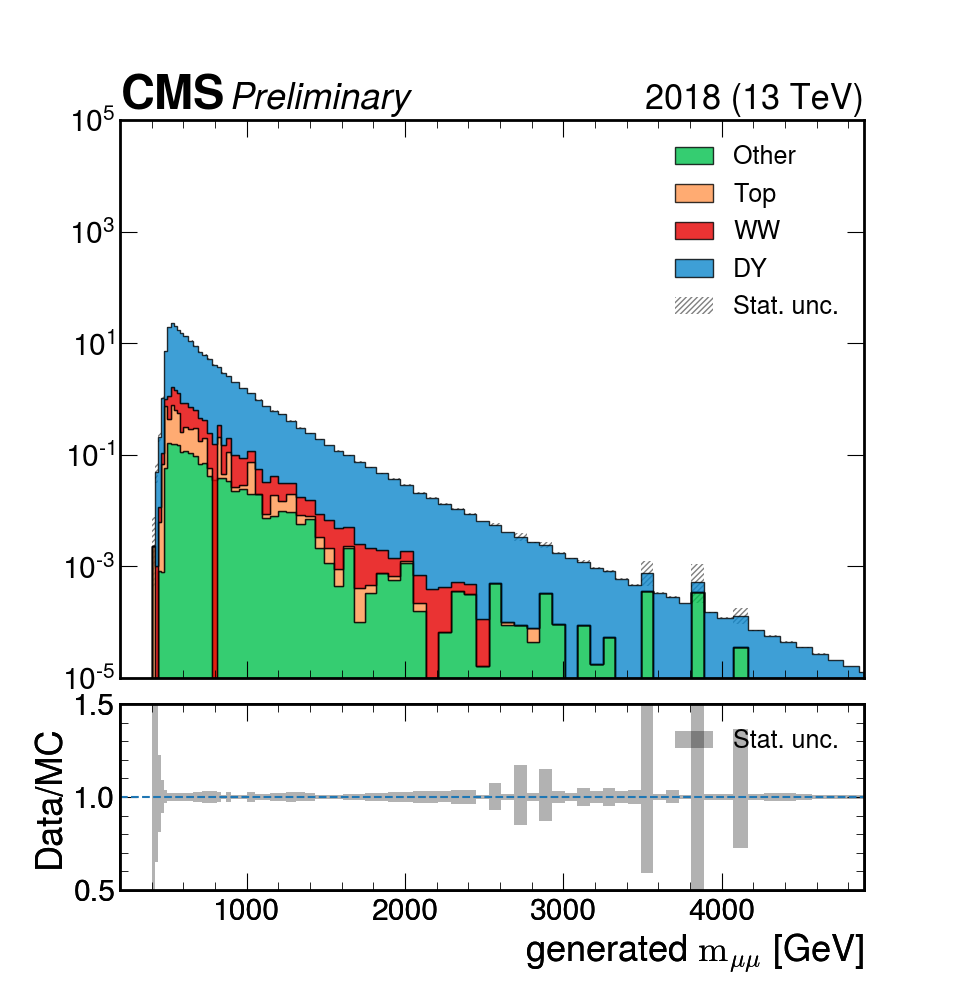 CMS Preliminary 2018 (13 TeV)
10^5
Other
Top
10^3
WW
DY
Stat. unc.
10^1
10^-1
10^-3
10^-5
1.5
Stat. unc.
Data/MC
1.0
0.5
1000 2000 3000 4000
generated m_μμ [GeV]